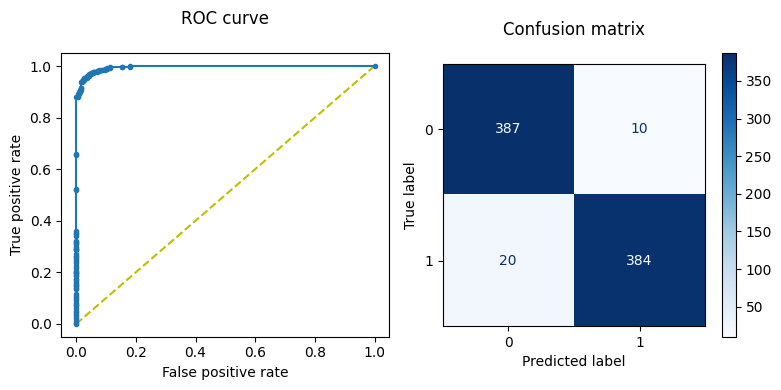 ROC curve
1.0
0.8
0.6
0.4
0.2
0.0
True positive rate
0.0 0.2 0.4 0.6 0.8 1.0
False positive rate
Confusion matrix
True label
0
1
387 10
20 384
0 1
Predicted label
350
300
250
200
150
100
50